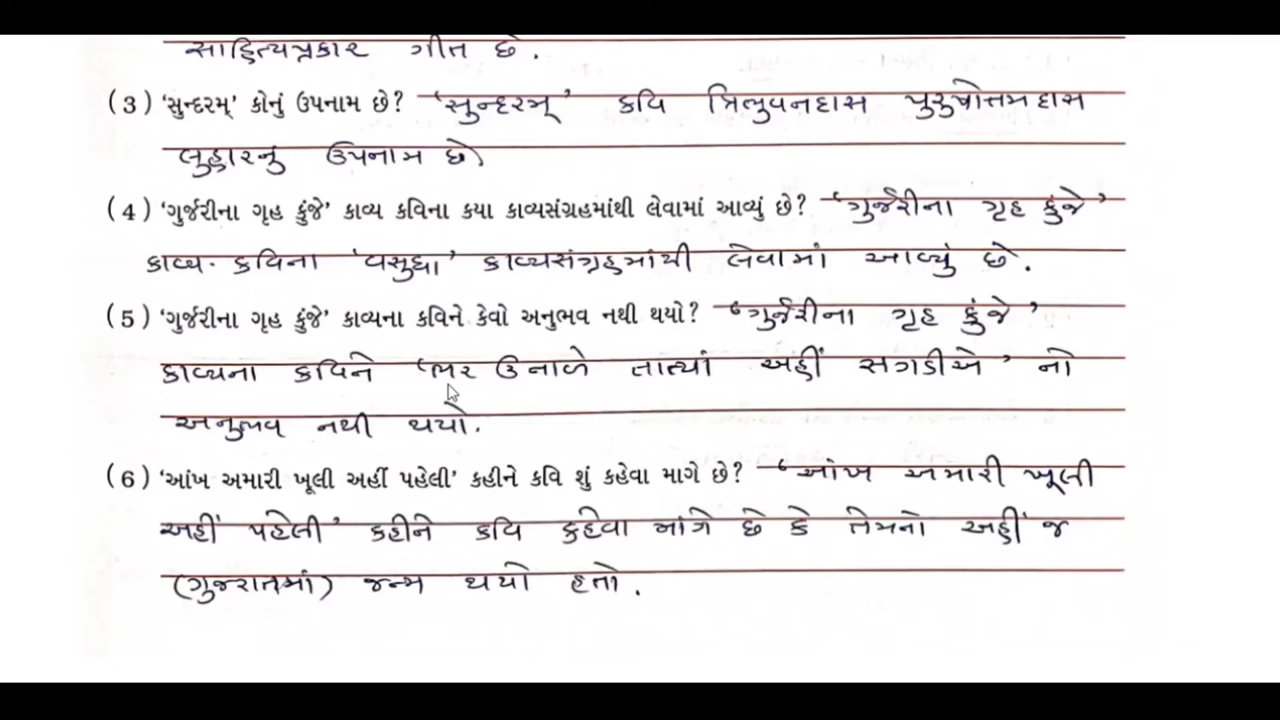 સાહિત્યપ્રકાર ગીત છે.
(3) ‘સુન્દરમ્’ કોનું ઉપનામ છે? ‘સુન્દરમ્’ કવિ ત્રિભુવનદાસ પુરુષોત્તમદાસ
લુહારનું ઉપનામ છે.
(4) ‘ગુર્જરીના ગૃહ કુંજે’ કાવ્ય કવિના કયા કાવ્યસંગ્રહમાંથી લેવામાં આવ્યું છે? ‘ગુર્જરીના ગૃહ કુંજે’
કાવ્ય કવિના ‘વસુધા’ કાવ્યસંગ્રહમાંથી લેવામાં આવ્યું છે.
(5) ‘ગુર્જરીના ગૃહ કુંજે’ કાવ્યના કવિને કેવો અનુભવ નથી થયો? ‘ગુર્જરીના ગૃહ કુંજે’
કાવ્યના કવિને ‘ભર ઉનાળે તાત્યાં અહીં સગડીએ’ નો
અનુભવ નથી થયો.
(6) ‘આંખ અમારી ખૂલી અહીં પહેલી’ કહીને કવિ શું કહેવા માગે છે? ‘આંખ અમારી ખૂલી
અહીં પહેલી’ કહીને કવિ કહેવા માંગે છે કે તેમનો અહીં જ
(ગુજરાતમાં) જન્મ થયો હતો.